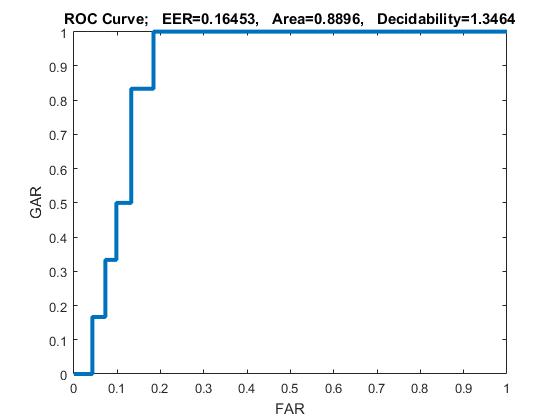 ROC Curve;   EER=0.16453,   Area=0.8896,   Decidability=1.3464
1
0.9
0.8
0.7
0.6
0.5
0.4
0.3
0.2
0.1
0
GAR
0 0.1 0.2 0.3 0.4 0.5 0.6 0.7 0.8 0.9 1
FAR